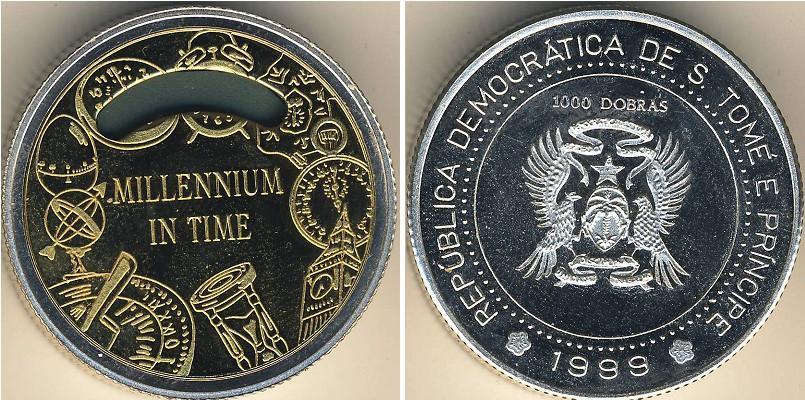 MILLENNIUM
IN TIME
REPÚBLICA DEMOCRÁTICA DE S. TOMÉ E PRÍNCIPE
1000 DOBRAS
1999